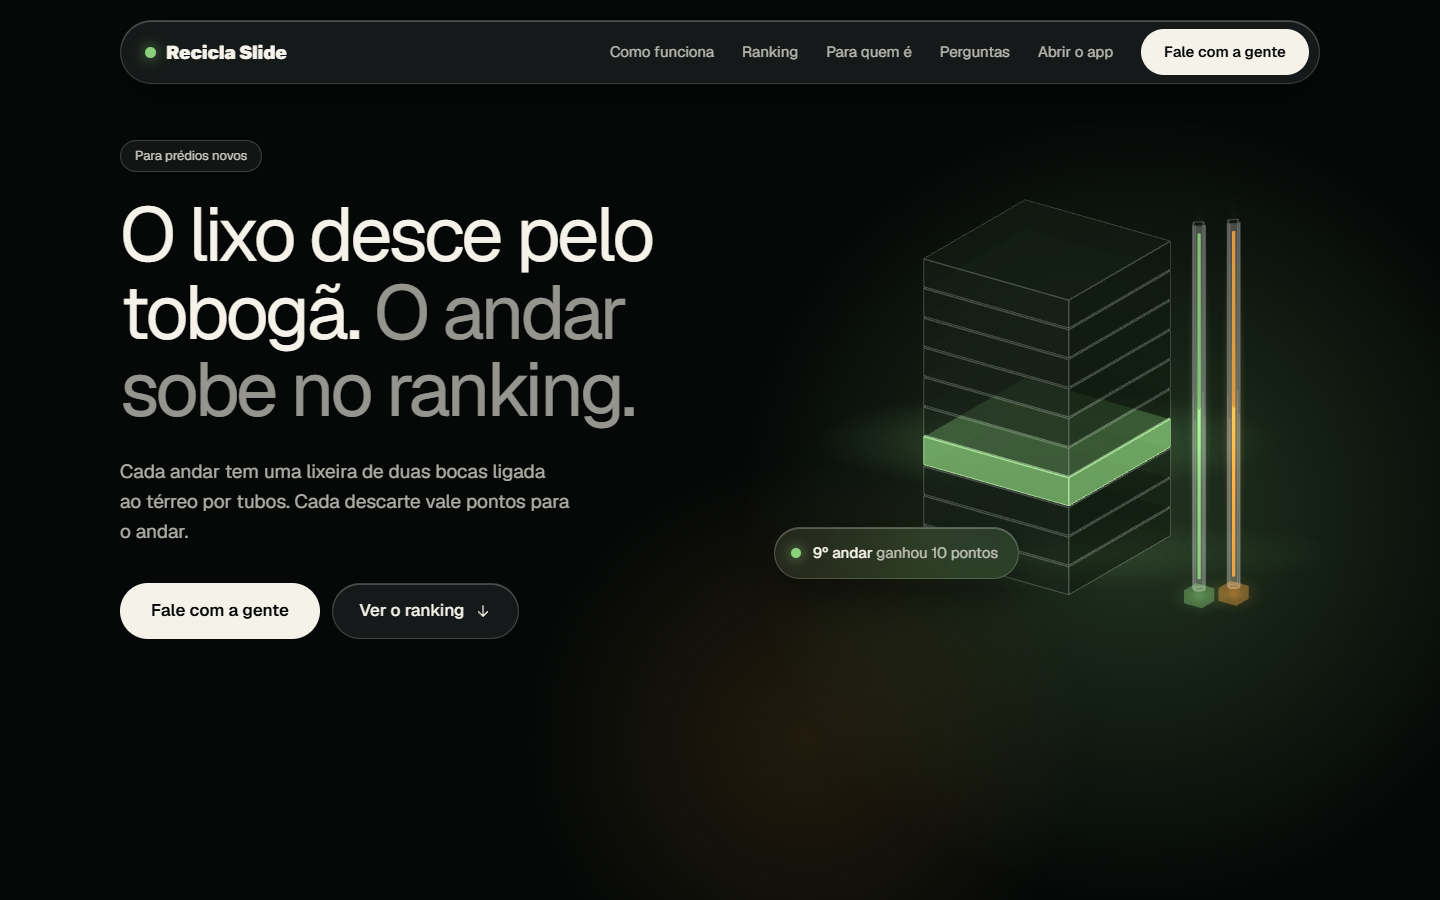 Recicla Slide
Como funciona
Ranking
Para quem é
Perguntas
Abrir o app
Fale com a gente
Para prédios novos
O lixo desce pelo
tobogã. O andar
sobe no ranking.
Cada andar tem uma lixeira de duas bocas ligada
ao térreo por tubos. Cada descarte vale pontos para
o andar.
9º andar ganhou 10 pontos
Fale com a gente
Ver o ranking ↓